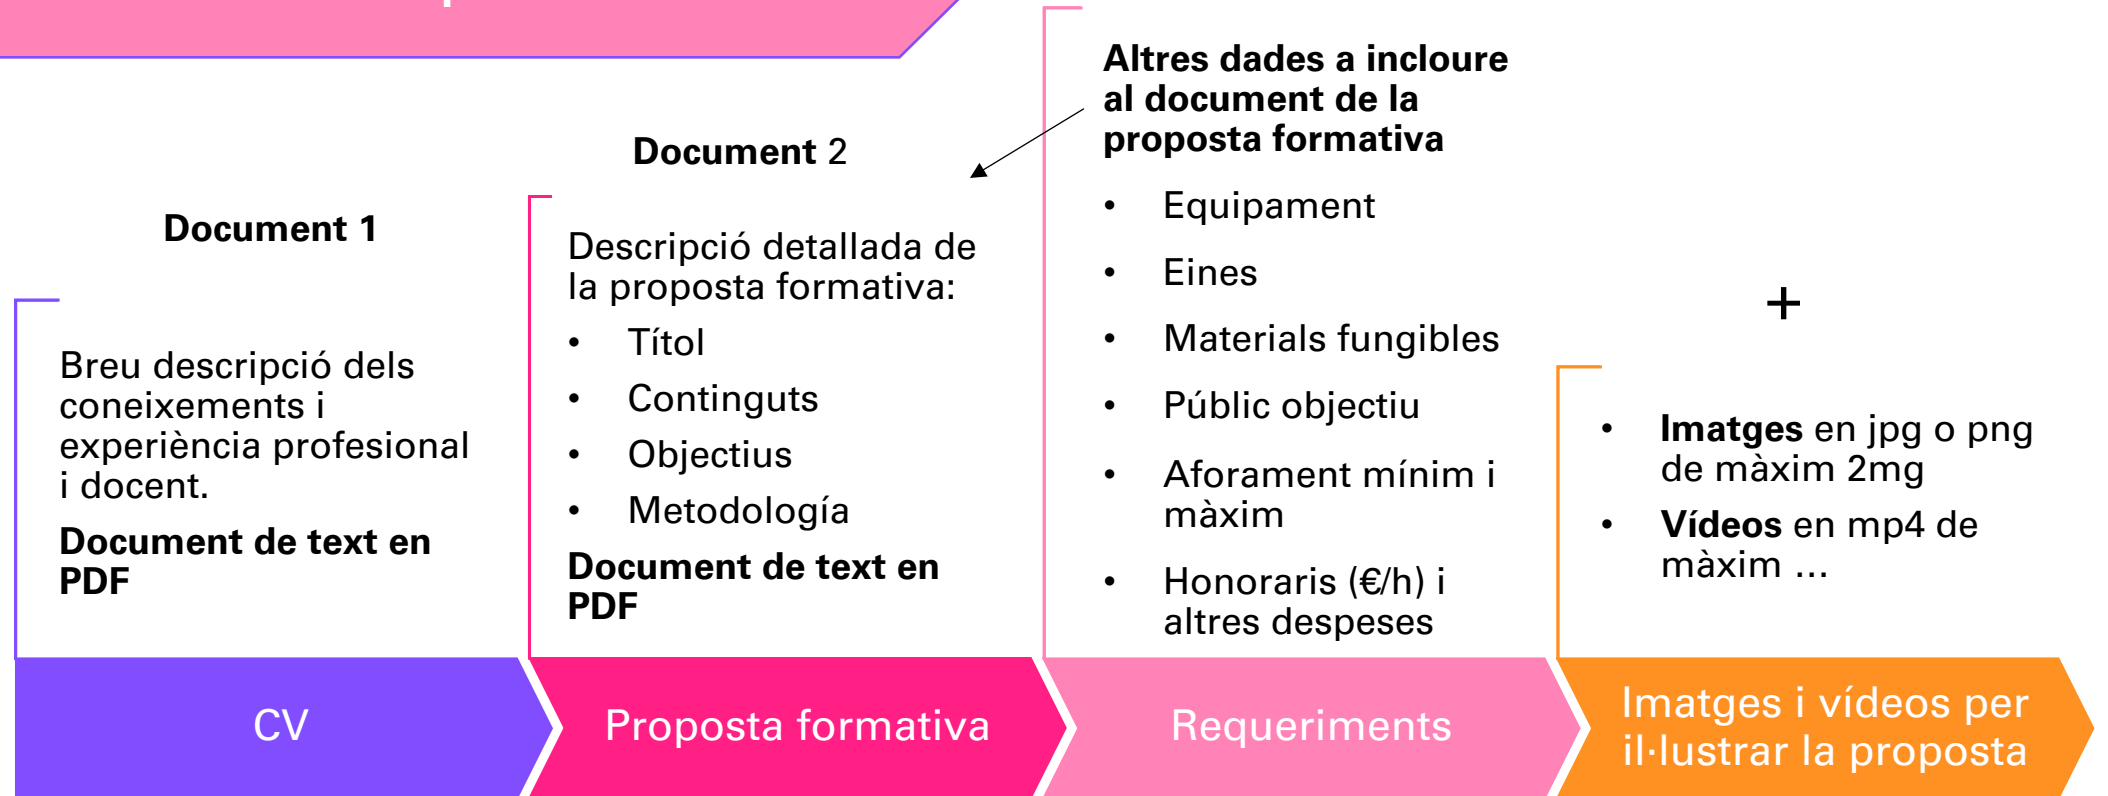 Document 1
Breu descripció dels
coneixements i
experiència profesional
i docent.
Document de text en
PDF
CV
Document 2
Descripció detallada de
la proposta formativa:
• Títol
• Continguts
• Objectius
• Metodología
Document de text en
PDF
Proposta formativa
Altres dades a incloure
al document de la
proposta formativa
• Equipament
• Eines
• Materials fungibles
• Públic objectiu
• Aforament mínim i
màxim
• Honoraris (€/h) i
altres despeses
Requeriments
+
• Imatges en jpg o png
de màxim 2mg
• Vídeos en mp4 de
màxim ...
Imatges i vídeos per
il·lustrar la proposta